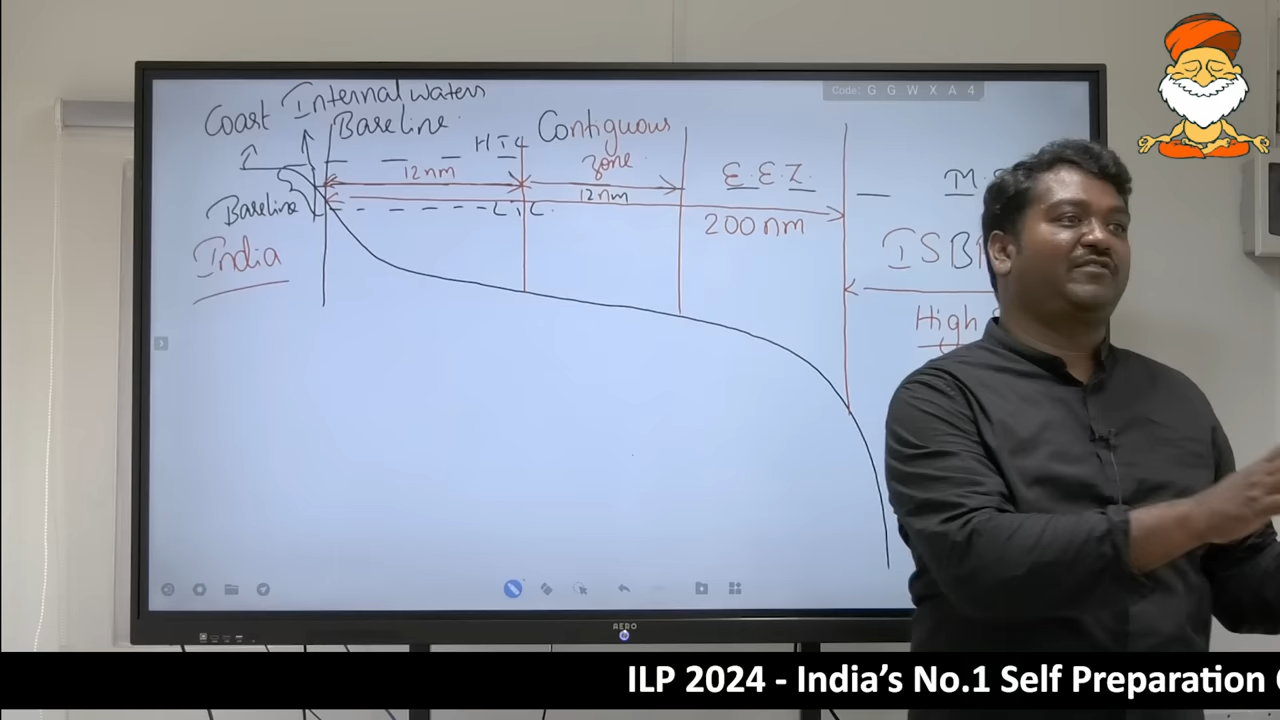 Code: G G W X A 4
Coast Internal waters
Baseline
HTL
Contiguous
zone
12nm
12nm
E.E.Z.
M.S
Baseline
LTL
200nm
India
ISB
High
AERO
ILP 2024 - India's No.1 Self Preparation